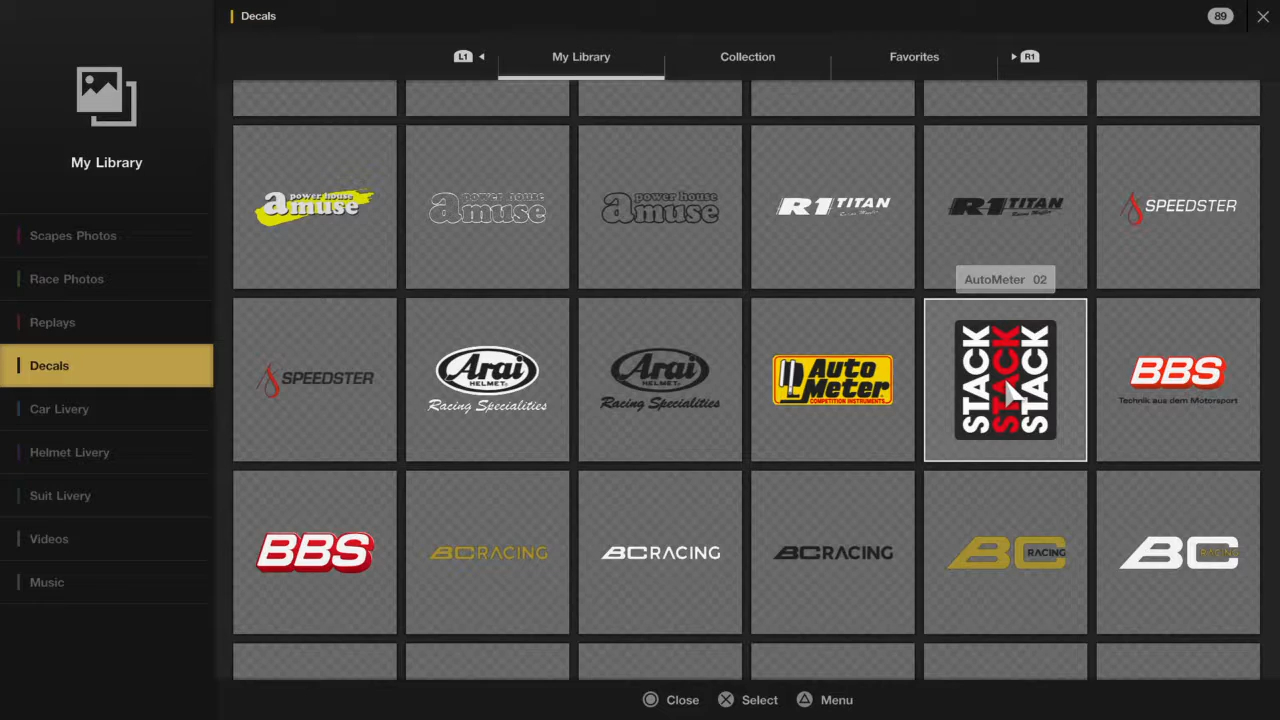 Decals
89
L1
My Library
Collection
Favorites
R1
My Library
Scapes Photos
Race Photos
Replays
Decals
Car Livery
Helmet Livery
Suit Livery
Videos
Music
power house
amuse
power house
amuse
power house
amuse
R1 TITAN
R1 TITAN
SPEEDSTER
AutoMeter 02
SPEEDSTER
Arai
HELMET
Racing Specialities
Arai
HELMET
Racing Specialities
Auto
Meter
COMPETITION INSTRUMENTS
STACK
STACK
STACK
BBS
Technik aus dem Motorsport
BBS
BC RACING
BC RACING
BC RACING
BC RACING
BC RACING
Close
Select
Menu